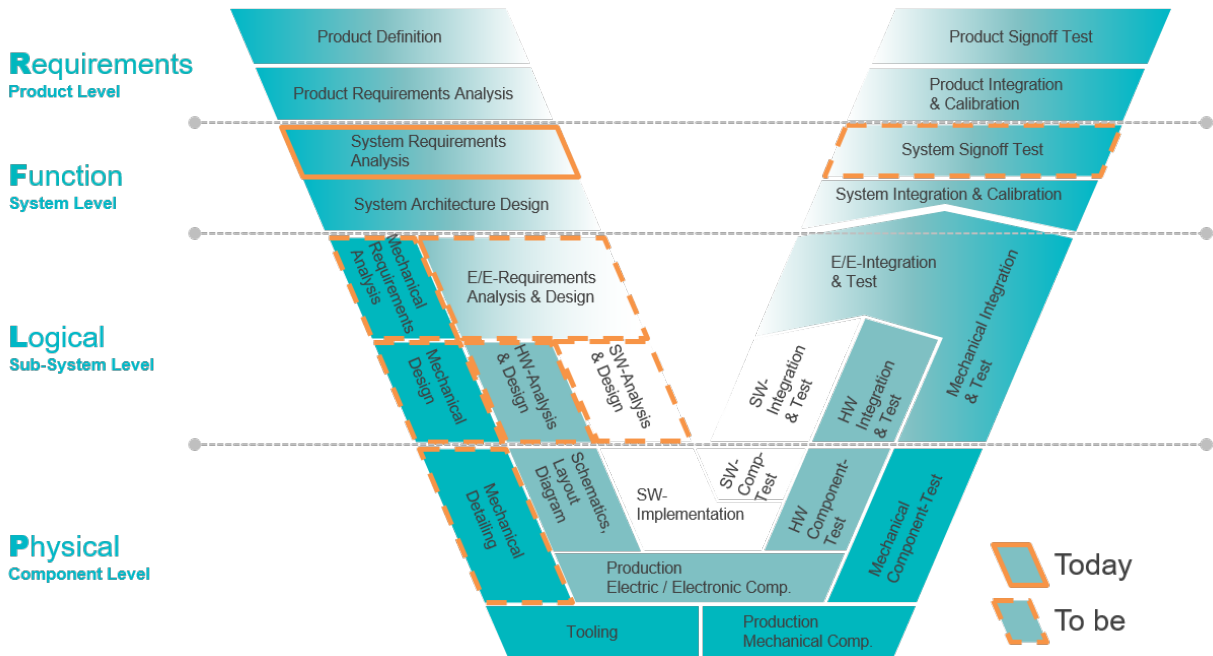 Requirements
Product Level
Function
System Level
Logical
Sub-System Level
Physical
Component Level
Product Definition
Product Requirements Analysis
System Requirements
Analysis
System Architecture Design
Mechanical
Requirements
Analysis
E/E-Requirements
Analysis & Design
Mechanical
Design
HW-Analysis
& Design
SW-Analysis
& Design
Mechanical
Detailing
Schematics,
Layout
Diagram
SW-
Implementation
Production
Electric / Electronic Comp.
Tooling
Production
Mechanical Comp.
SW-
Comp-
Test
HW
Component-
Test
Mechanical
Component-Test
SW-
Integration
& Test
HW
Integration
& Test
Mechanical Integration
& Test
E/E-Integration
& Test
System Integration & Calibration
System Signoff Test
Product Integration
& Calibration
Product Signoff Test
Today
To be